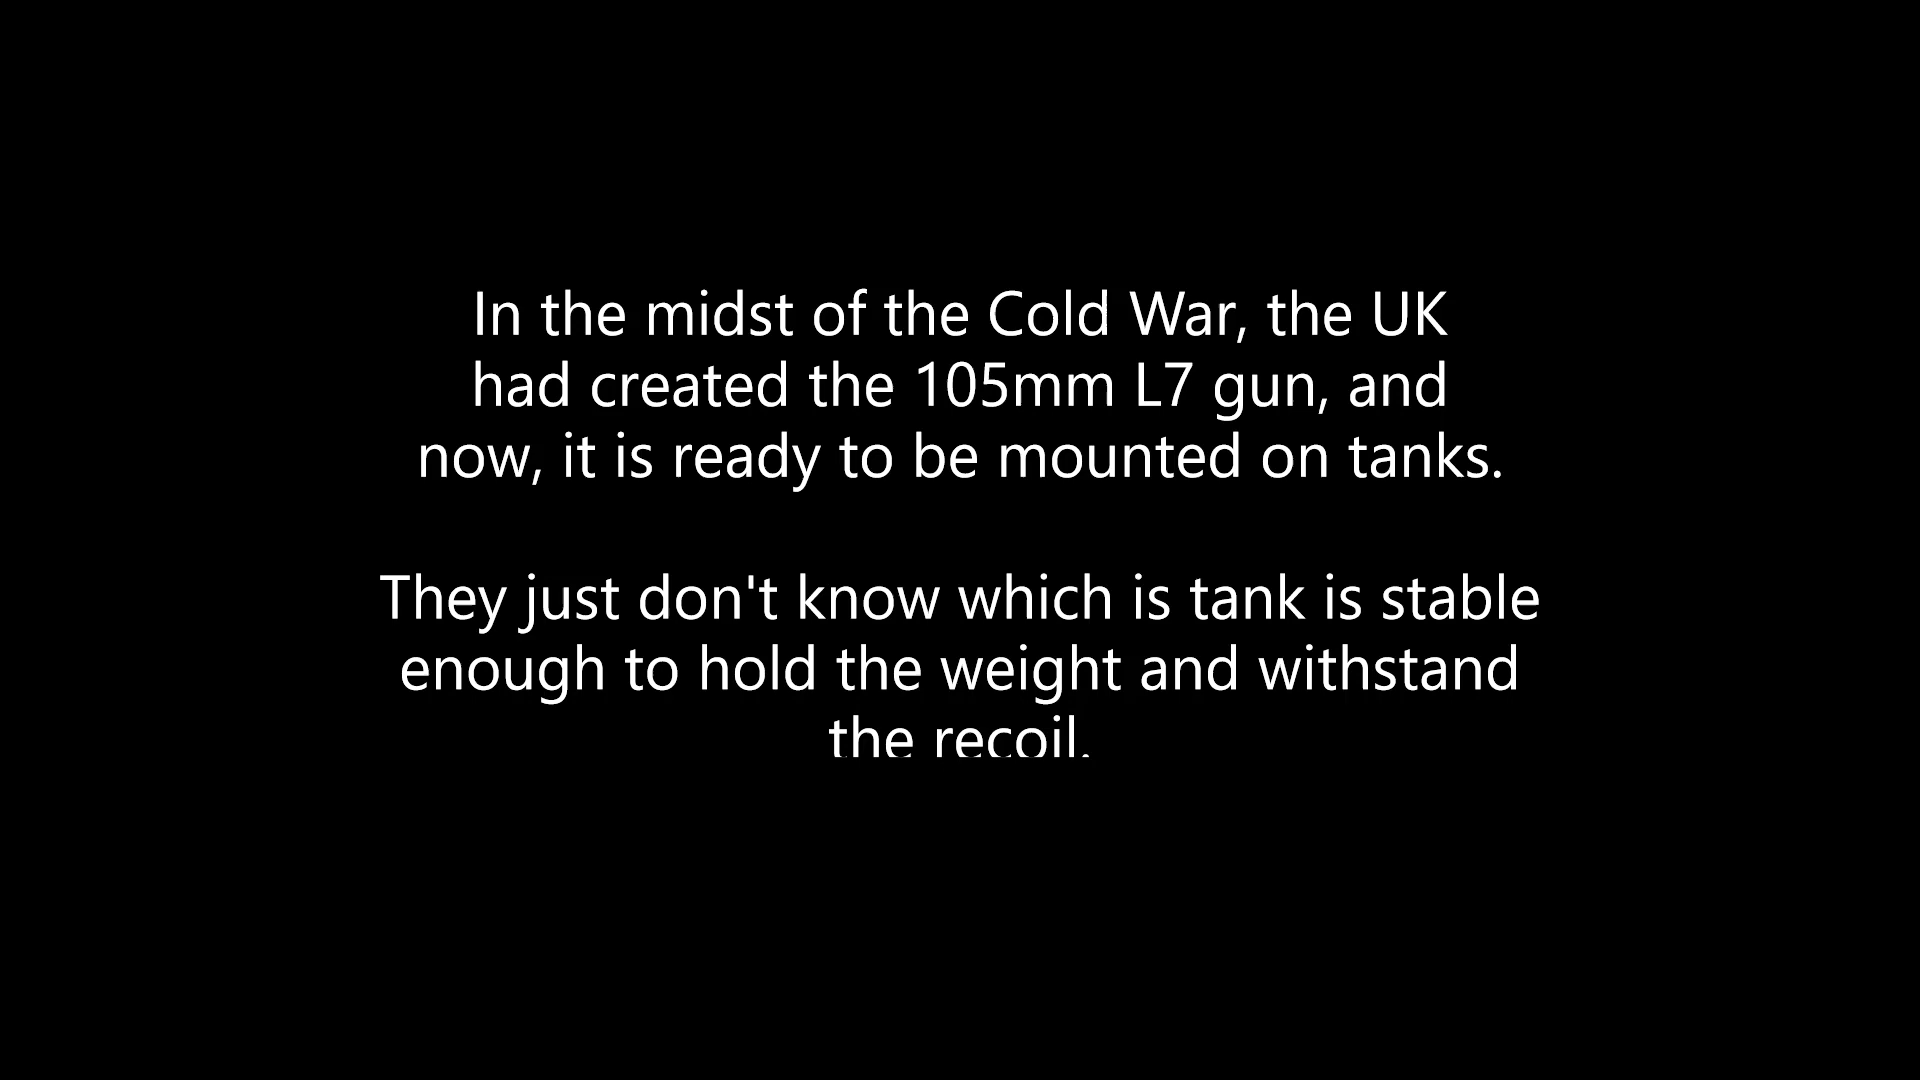 In the midst of the Cold War, the UK
had created the 105mm L7 gun, and
now, it is ready to be mounted on tanks.
They just don't know which is tank is stable
enough to hold the weight and withstand
the recoil.